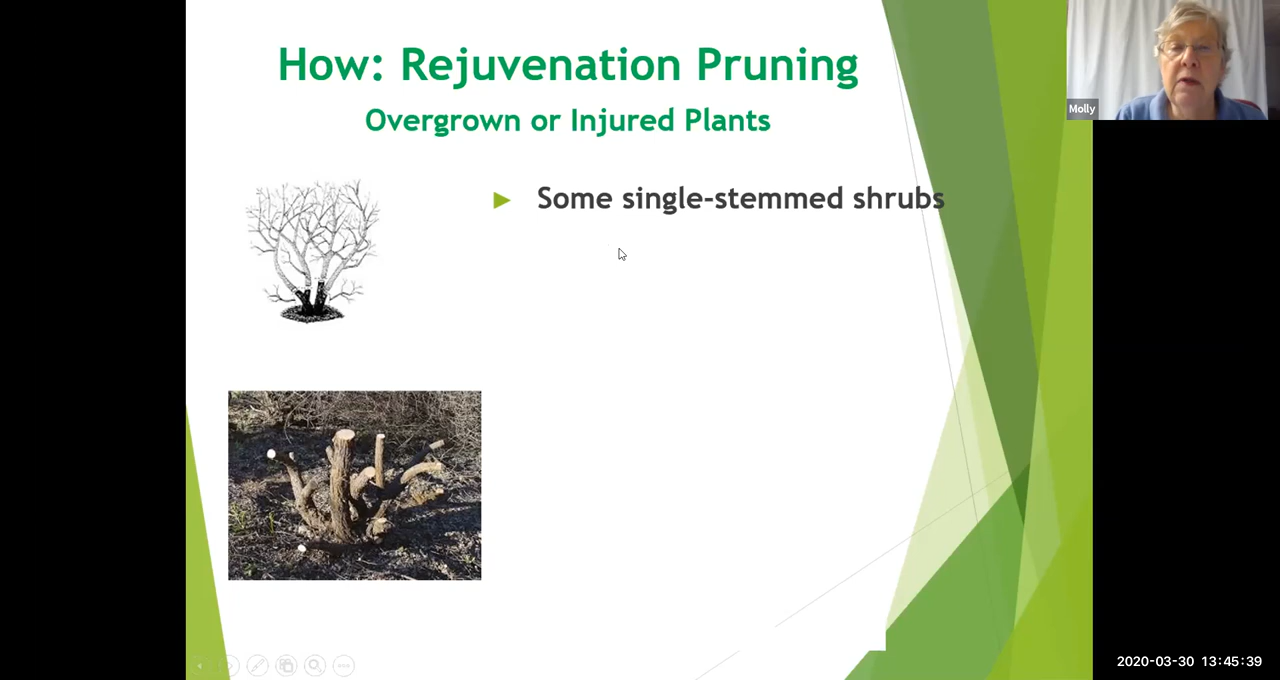 How: Rejuvenation Pruning
Overgrown or Injured Plants
Some single-stemmed shrubs
Molly
2020-03-30 13:45:39